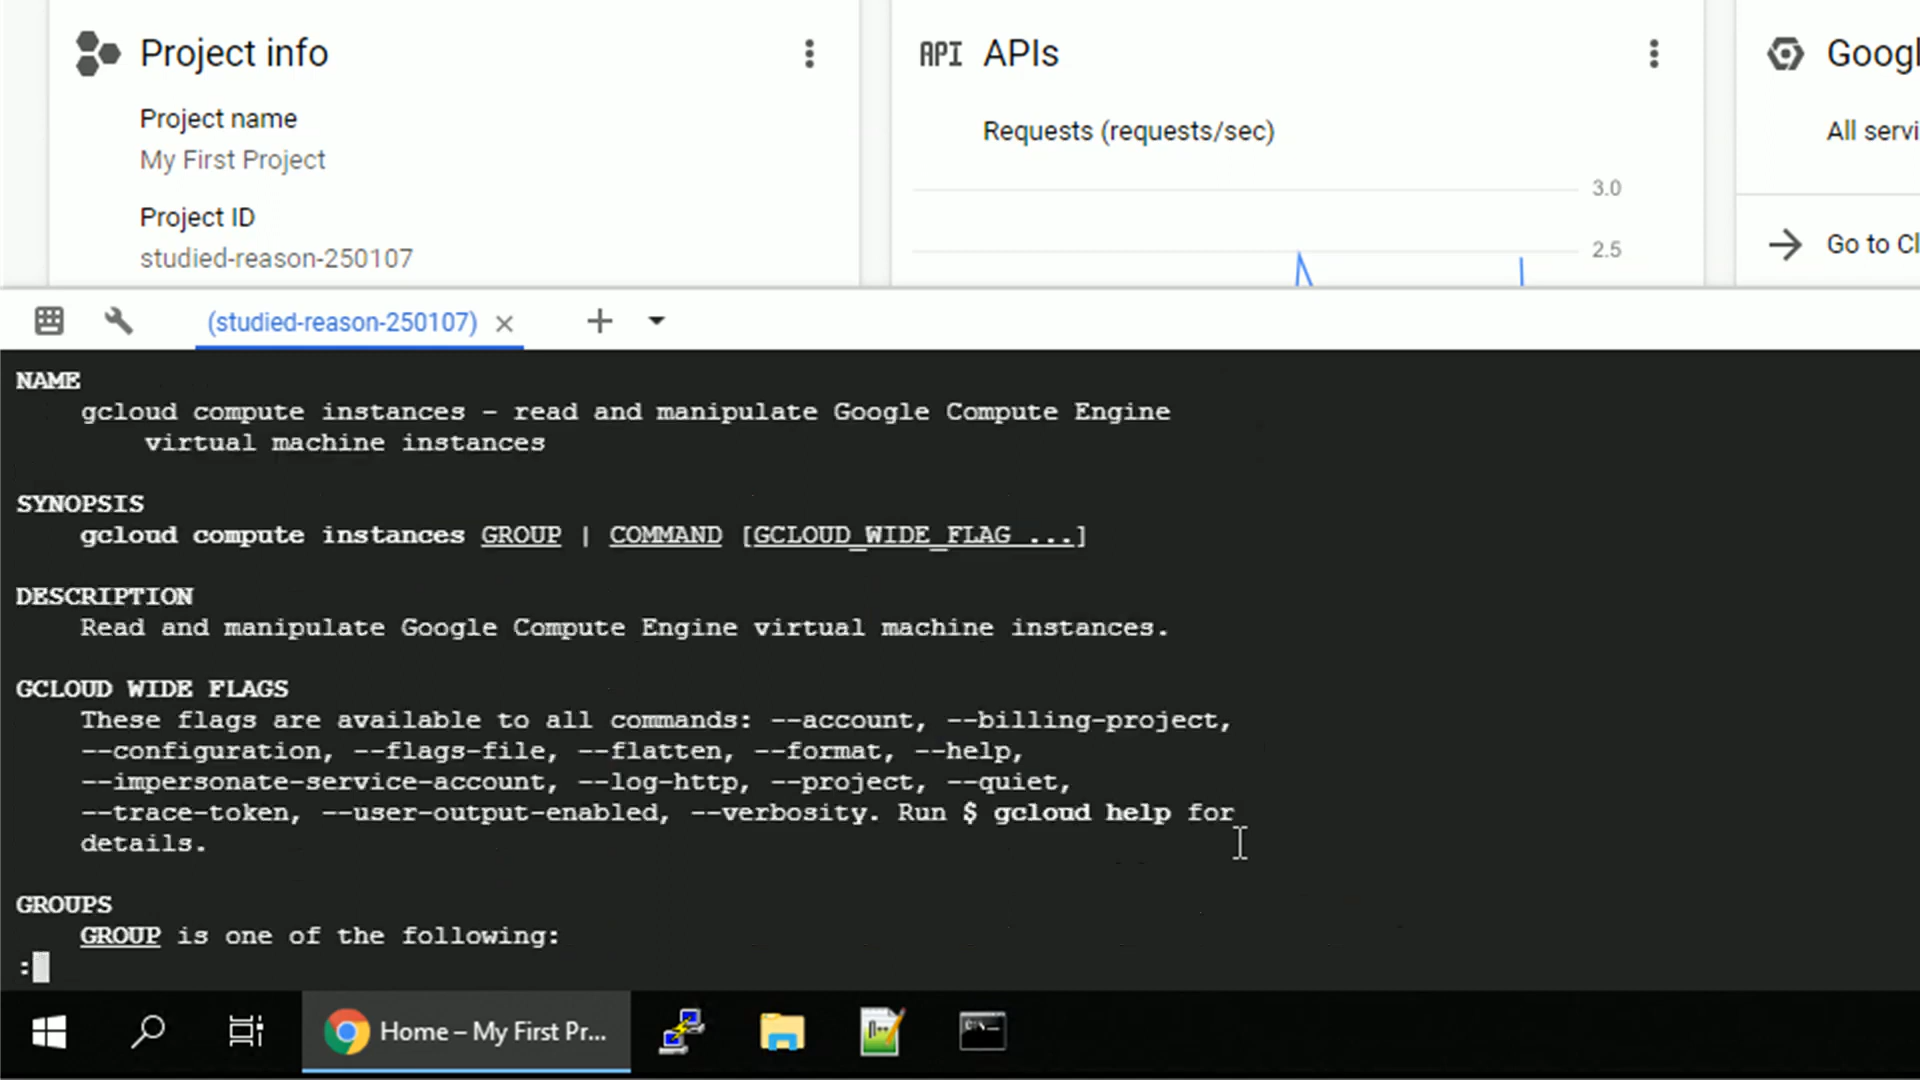 Project info
Project name
My First Project
Project ID
studied-reason-250107
API APIs
Requests (requests/sec)
3.0
2.5
Googl
All servi
Go to Cl
(studied-reason-250107)
NAME
gcloud compute instances - read and manipulate Google Compute Engine
virtual machine instances
SYNOPSIS
gcloud compute instances GROUP | COMMAND [GCLOUD_WIDE_FLAG ...]
DESCRIPTION
Read and manipulate Google Compute Engine virtual machine instances.
GCLOUD WIDE FLAGS
These flags are available to all commands: --account, --billing-project,
--configuration, --flags-file, --flatten, --format, --help,
--impersonate-service-account, --log-http, --project, --quiet,
--trace-token, --user-output-enabled, --verbosity. Run $ gcloud help for
details.
GROUPS
GROUP is one of the following:
:
Home – My First Pr...